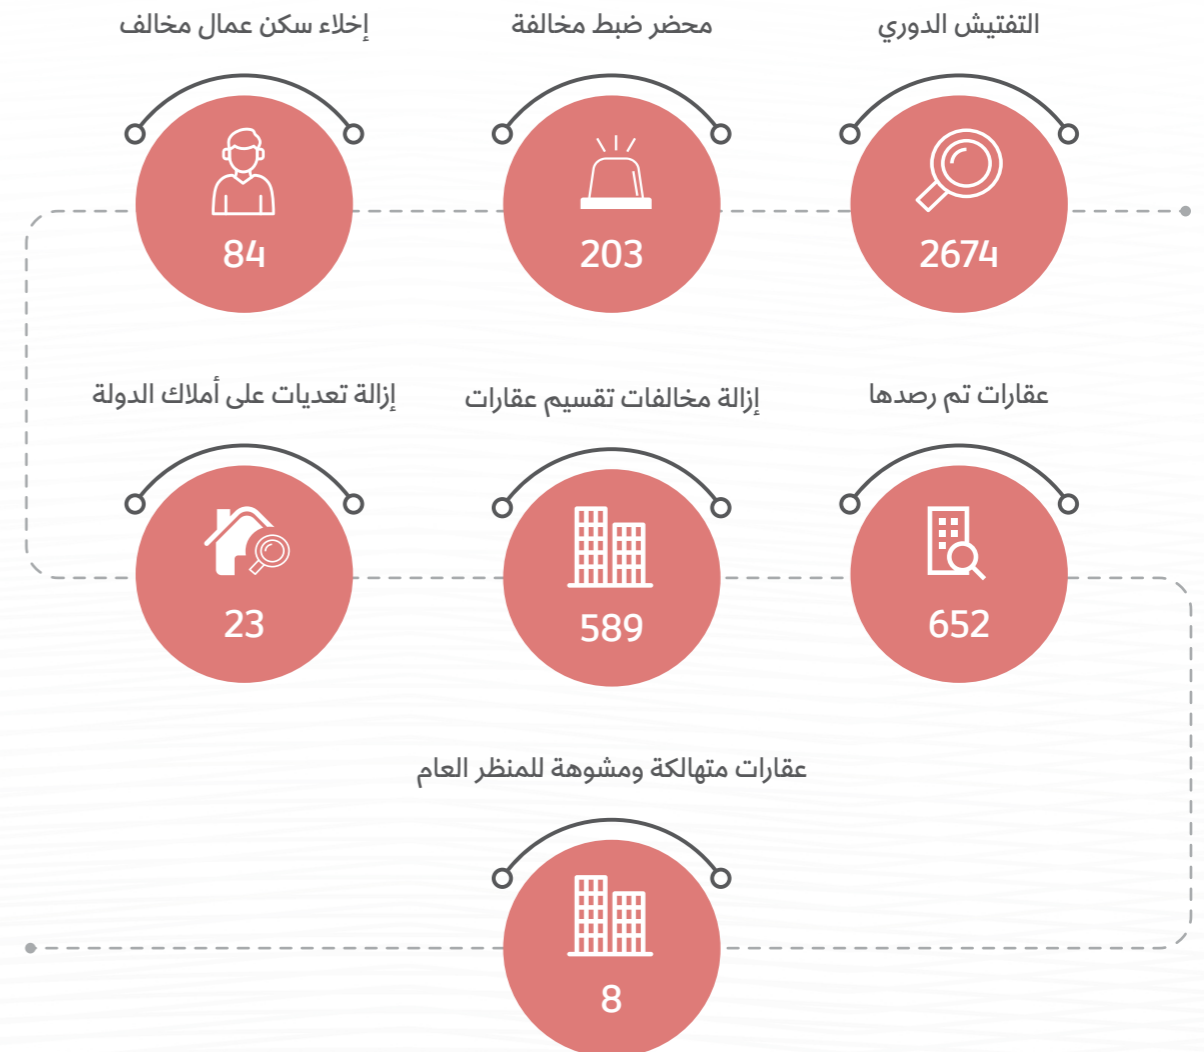 التفتيش الدوري
2674
محضر ضبط مخالفة
203
إخلاء سكن عمال مخالف
84
عقارات تم رصدها
652
إزالة مخالفات تقسيم عقارات
589
إزالة تعديات على أملاك الدولة
23
عقارات متهالكة ومشوهة للمنظر العام
8